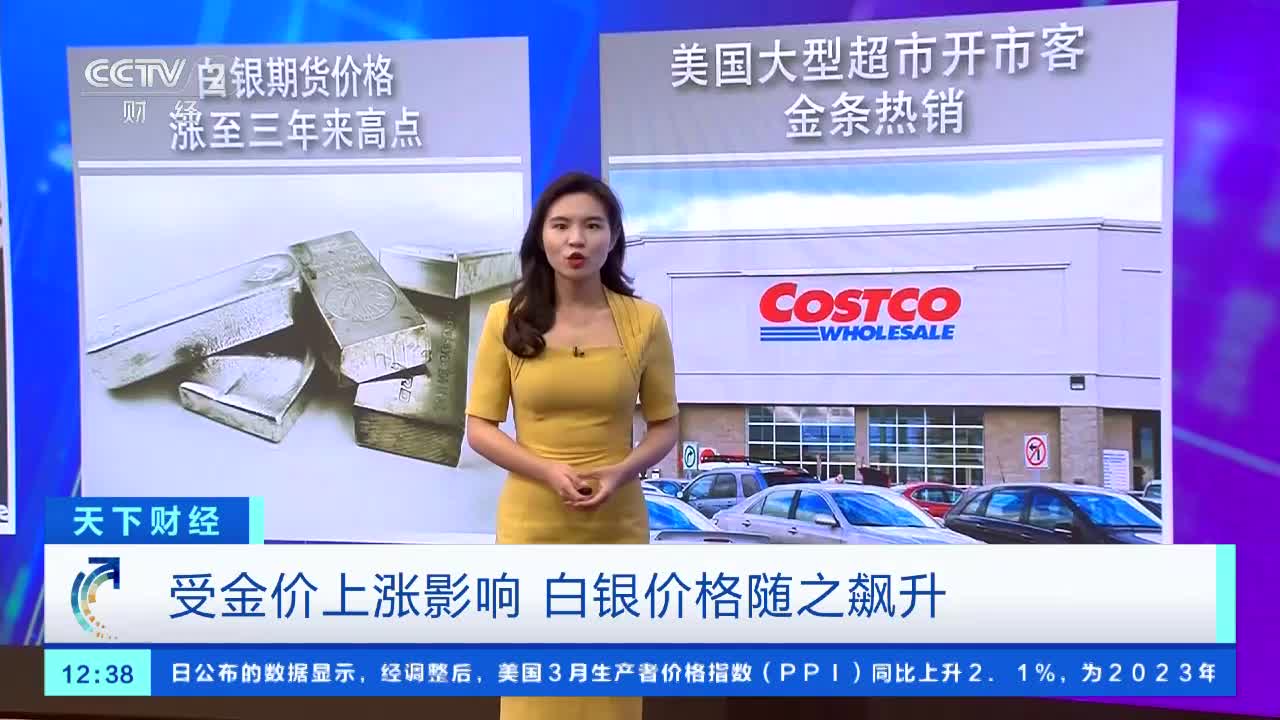 CCTV 2
财经
白银期货价格
涨至三年来高点
美国大型超市开市客
金条热销
COSTCO
WHOLESALE
天下财经
受金价上涨影响 白银价格随之飙升
12:38
日公布的数据显示，经调整后，美国3月生产者价格指数（PPI）同比上升2.1%，为2023年